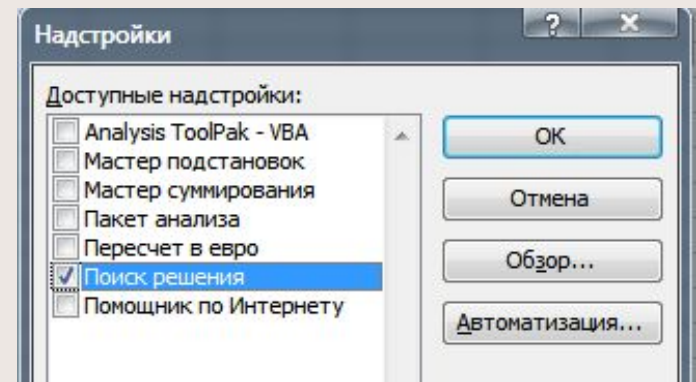 Надстройки
Доступные надстройки:
Analysis ToolPak - VBA
Мастер подстановок
Мастер суммирования
Пакет анализа
Пересчет в евро
Поиск решения
Помощник по Интернету
ОК
Отмена
Обзор...
Автоматизация...